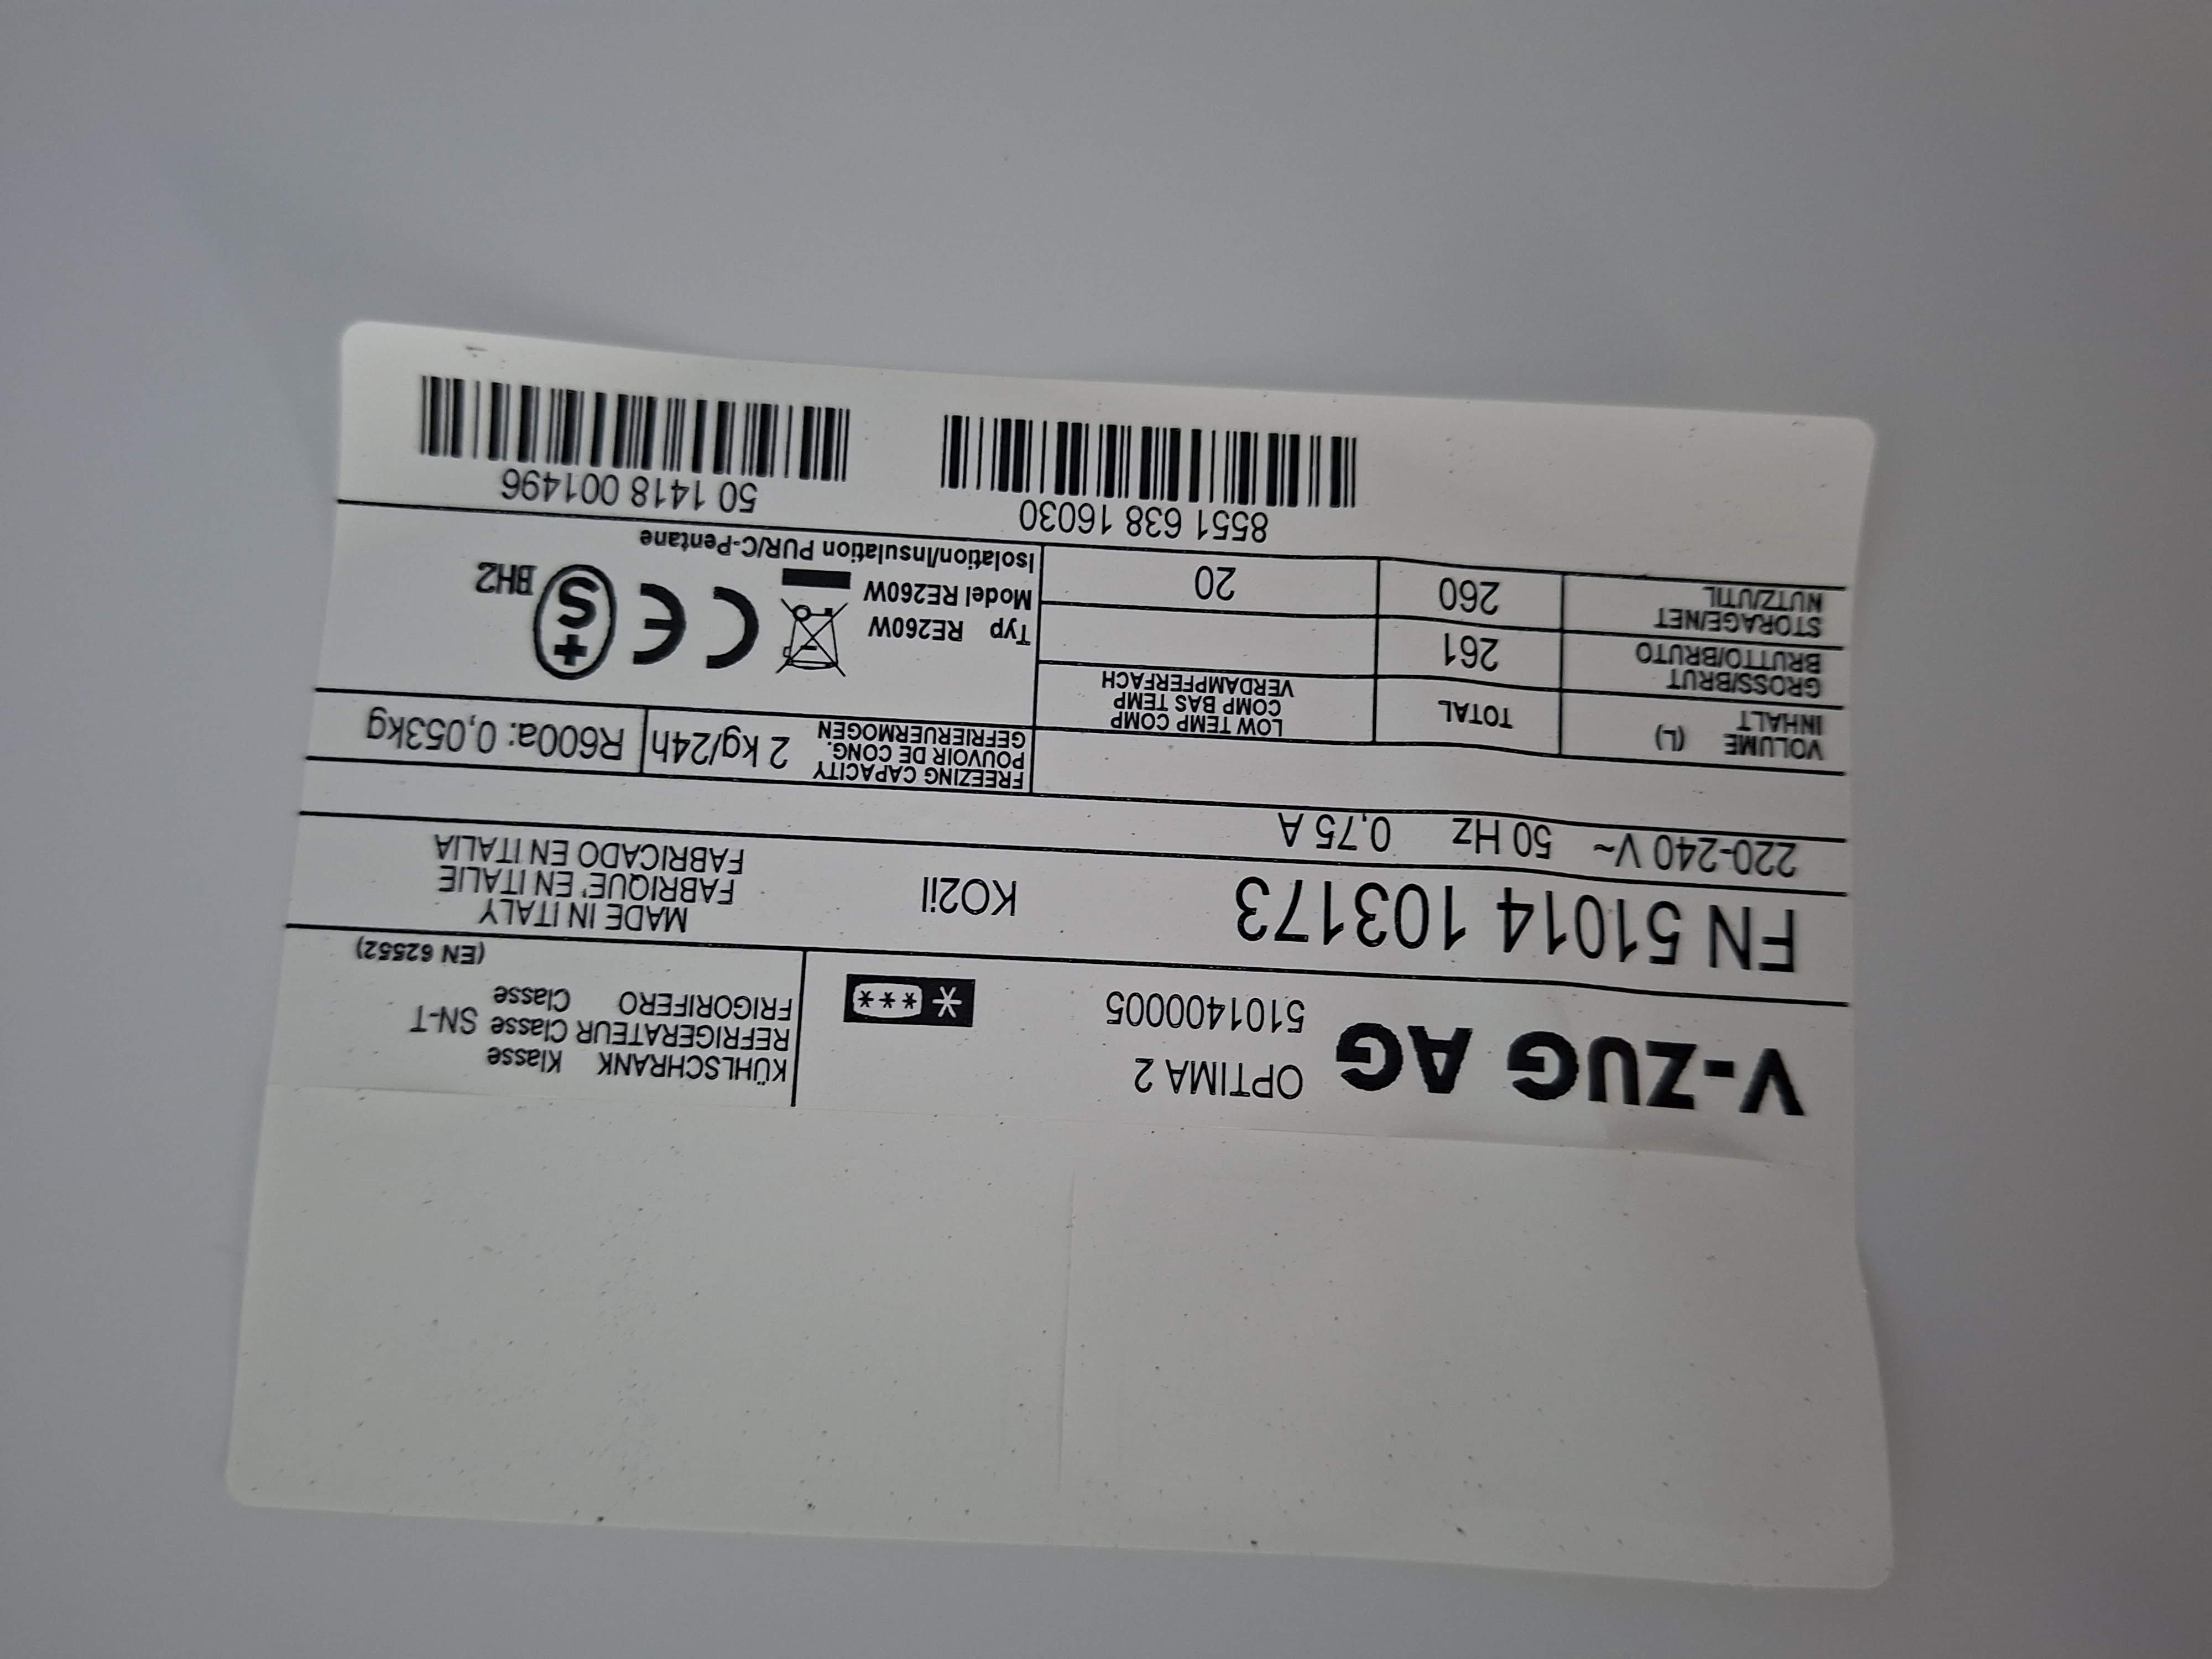 V-ZUG AG OPTIMA 2
5101400005
* ***
KÜHLSCHRANK Klasse
REFRIGERATEUR Classe SN-T
FRIGORIFERO Classe
(EN 62552)
FN 51014 103173 KO2il
MADE IN ITALY
FABRIQUE' EN ITALIE
FABRICADO EN ITALIA
220-240 V~ 50 Hz 0,75 A
VOLUME (L)
INHALT
TOTAL
LOW TEMP COMP
COMP BAS TEMP
VERDAMPFERFACH
GROSS/BRUT
BRUTTO/BRUTO
261
STORAGE/NET
NUTZ/UTIL
260
20
FREEZING CAPACITY
POUVOIR DE CONG.
GEFRIERUERMOGEN
2 kg/24h
R600a: 0,053kg
Typ RE260W
Model RE260W
Isolation/Insulation PUR/C-Pentane
CE
+S
BH2
8551 638 16030
50 1418 001496